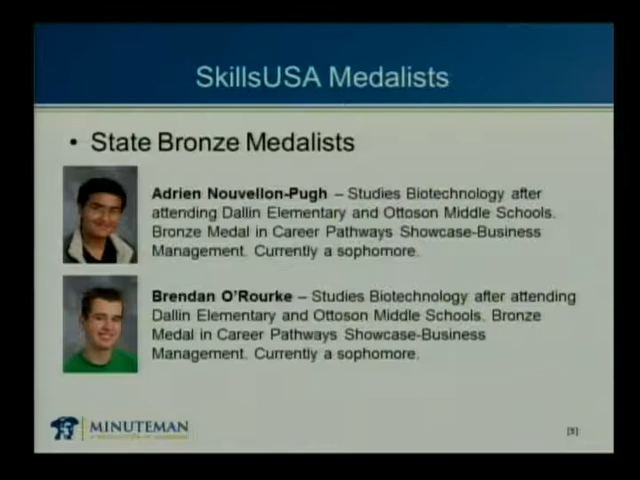 SkillsUSA Medalists
• State Bronze Medalists
Adrien Nouvellon-Pugh – Studies Biotechnology after
attending Dallin Elementary and Ottoson Middle Schools.
Bronze Medal in Career Pathways Showcase-Business
Management. Currently a sophomore.
Brendan O'Rourke – Studies Biotechnology after attending
Dallin Elementary and Ottoson Middle Schools. Bronze
Medal in Career Pathways Showcase-Business
Management. Currently a sophomore.
MINUTEMAN
[5]